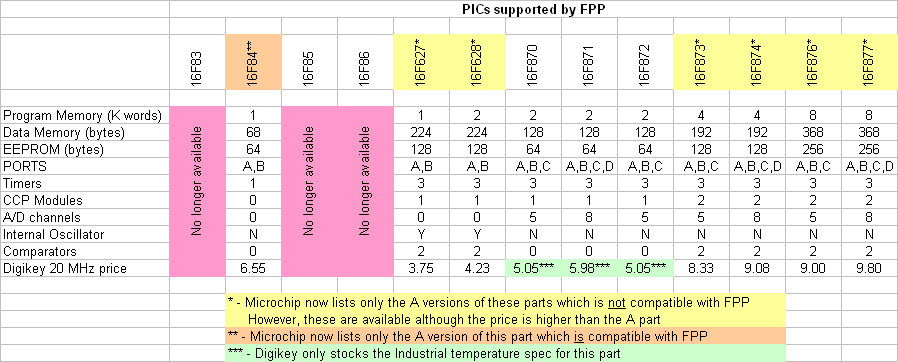 PICs supported by FPP
16F83 16F84** 16F85 16F86 16F627* 16F628* 16F870 16F871 16F872 16F873* 16F874* 16F876* 16F877*
Program Memory (K words) 1 1 2 2 2 2 4 4 8 8
Data Memory (bytes) 68 224 224 128 128 128 192 192 368 368
EEPROM (bytes) 64 128 128 64 64 64 128 128 256 256
PORTS A,B A,B A,B A,B,C A,B,C,D A,B,C A,B,C A,B,C,D A,B,C A,B,C,D
Timers 1 3 3 3 3 3 3 3 3 3
CCP Modules 0 1 1 1 1 1 2 2 2 2
A/D channels 0 0 0 5 8 5 5 8 5 8
Internal Oscillator N Y Y N N N N N N N
Comparators 0 2 2 0 0 0 2 2 2 2
Digikey 20 MHz price 6.55 3.75 4.23 5.05*** 5.98*** 5.05*** 8.33 9.08 9.00 9.80
No longer available
No longer available
No longer available
* - Microchip now lists only the A versions of these parts which is not compatible with FPP
However, these are available although the price is higher than the A part
** - Microchip now lists only the A version of this part which is compatible with FPP
*** - Digikey only stocks the Industrial temperature spec for this part